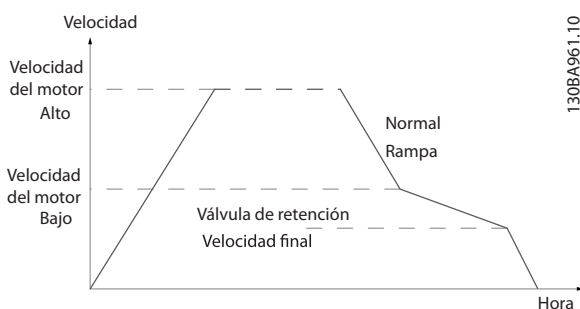 Velocidad
130BA961.10
Velocidad
del motor
Alto
Normal
Rampa
Velocidad
del motor
Bajo
Válvula de retención
Velocidad final
Hora